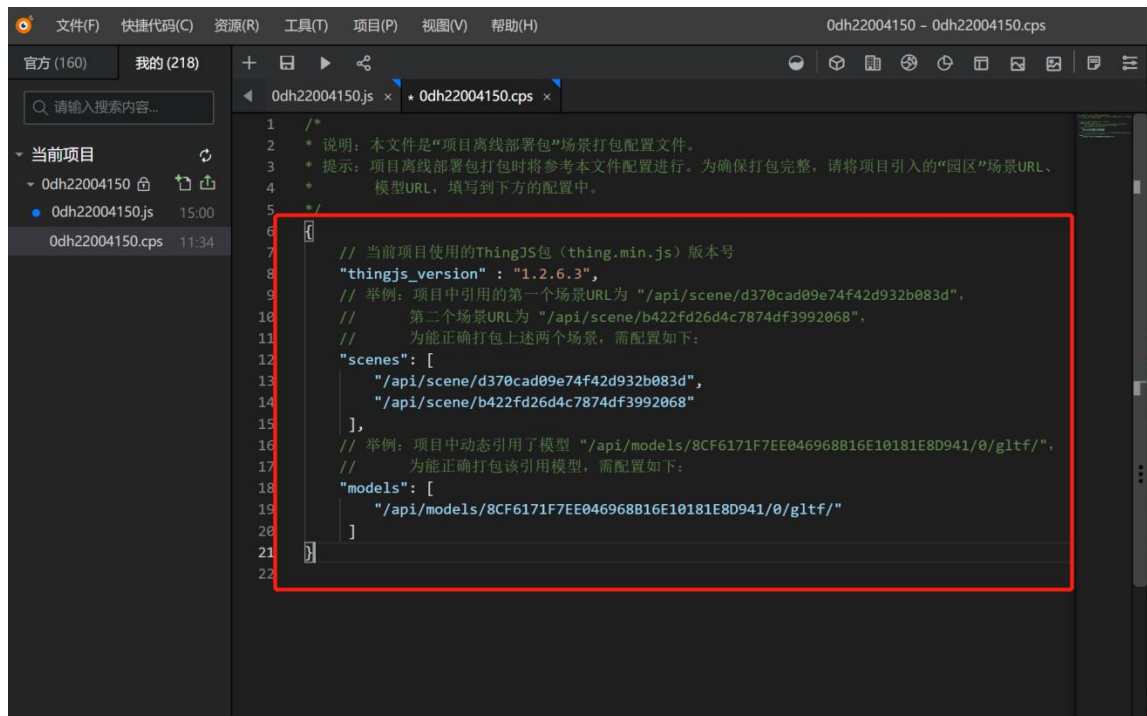 文件(F) 快捷代码(C) 资源(R) 工具(T) 项目(P) 视图(V) 帮助(H) 0dh22004150 - 0dh22004150.cps
官方 (160) 我的 (218)
请输入搜索内容...
0dh22004150.js × • 0dh22004150.cps ×
当前项目
0dh22004150
0dh22004150.js 15:00
0dh22004150.cps 11:34
1 /*
2 * 说明: 本文件是“项目离线部署包”场景打包配置文件。
3 * 提示: 项目离线部署包打包时将参考本文件配置进行。为确保打包完整, 请将项目引入的“园区”场景URL、
4 * 模型URL, 填写到下方的配置中。
5 */
6 {
7 // 当前项目使用的ThingJS包 (thing.min.js) 版本号
8 "thingjs_version" : "1.2.6.3",
9 // 举例: 项目中引用的第一个场景URL为 "/api/scene/d370cad09e74f42d932b083d",
10 // 第二个场景URL为 "/api/scene/b422fd26d4c7874df3992068",
11 // 为能正确打包上述两个场景, 需配置如下:
12 "scenes": [
13 "/api/scene/d370cad09e74f42d932b083d",
14 "/api/scene/b422fd26d4c7874df3992068"
15 ],
16 // 举例: 项目中动态引用了模型 "/api/models/8CF6171F7EE046968B16E10181E8D941/0/gltf/",
17 // 为能正确打包该引用模型, 需配置如下:
18 "models": [
19 "/api/models/8CF6171F7EE046968B16E10181E8D941/0/gltf/"
20 ]
21 }
22